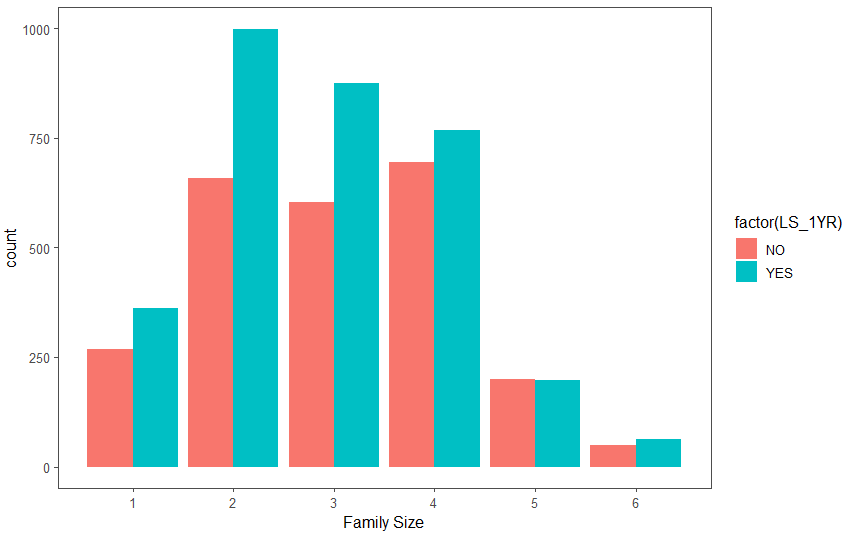 1000
750
500
250
0
count
1 2 3 4 5 6
Family Size
factor(LS_1YR)
NO
YES